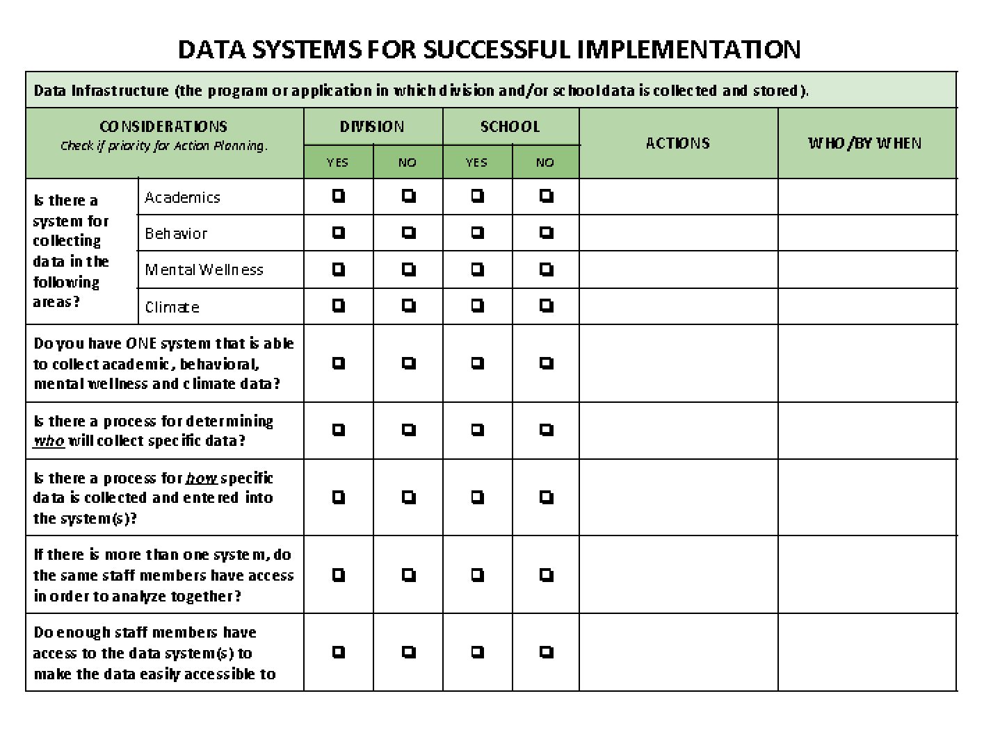 DATA SYSTEMS FOR SUCCESSFUL IMPLEMENTATION
Data Infrastructure (the program or application in which division and/or school data is collected and stored).
CONSIDERATIONS
Check if priority for Action Planning.
DIVISION
SCHOOL
ACTIONS
WHO/BY WHEN
YES
NO
YES
NO
Is there a
system for
collecting
data in the
following
areas?
Academics
Behavior
Mental Wellness
Climate
Do you have ONE system that is able
to collect academic, behavioral,
mental wellness and climate data?
Is there a process for determining
who will collect specific data?
Is there a process for how specific
data is collected and entered into
the system(s)?
If there is more than one system, do
the same staff members have access
in order to analyze together?
Do enough staff members have
access to the data system(s) to
make the data easily accessible to